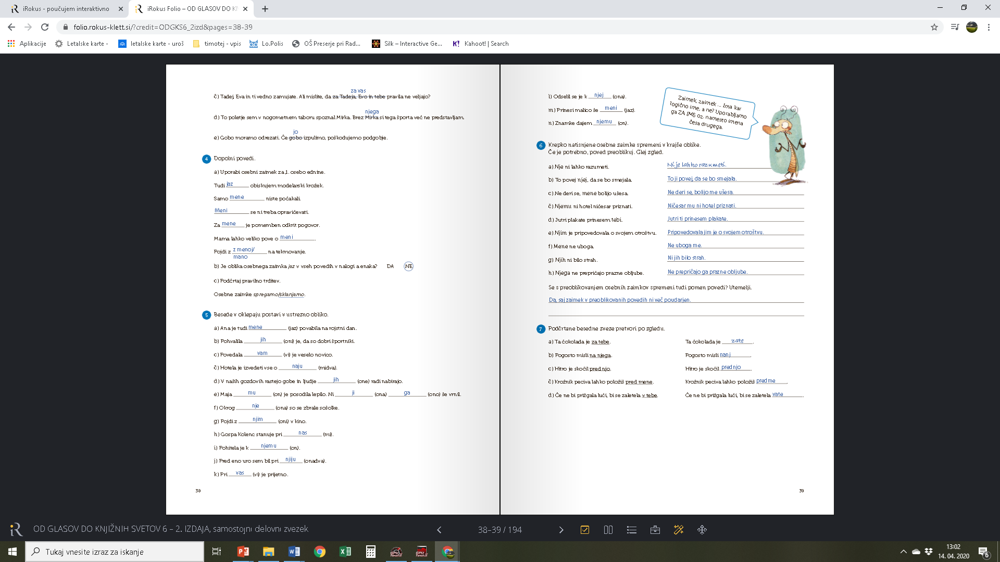 iRokus - poučujem interaktivno
iRokus Folio – OD GLASOV DO KN
folio.rokus-klett.si/?credit=ODGKS6_2izd&pages=38-39
Aplikacije
Letalske karte -
letalske karte - uroš
timotej - vpis
Lo.Polis
OŠ Preserje pri Rad...
Silk – Interactive Ge...
Kahoot! | Search
za vas
č) Tadej, Eva in ti vedno zamujate. Ali mislite, da za Tadeja, Evo in tebe pravila ne veljajo?
njega
d) To poletje sem v nogometnem taboru spoznal Mirka. Brez Mirka si tega športa več ne predstavljam.
jo
e) Gobo moramo odrezati. Če gobo izpulimo, poškodujemo podgobje.
4 Dopolni povedi.
a) Uporabi osebni zaimek za 1. osebo ednine.
Tudi jaz obiskujem modelarski krožek.
Samo mene niste počakali.
Meni se ni treba opravičevati.
Za mene je pomemben odkrit pogovor.
Mama lahko veliko pove o meni.
Pojdi z z menoj/ na tekmovanje.
mano
b) Je oblika osebnega zaimka jaz v vseh povedih v nalogi a enaka? DA NE
c) Podčrtaj pravilno trditev.
Osebne zaimke spregamo/sklanjamo.
5 Besede v oklepaju postavi v ustrezno obliko.
a) Ana je tudi mene (jaz) povabila na rojstni dan.
b) Pohvalila jih (oni) je, da so dobri športniki.
c) Povedala vam (vi) je veselo novico.
č) Hotela je izvedeti vse o naju (midva).
d) V naših gozdovih rastejo gobe in ljudje jih (one) radi nabirajo.
e) Maja mu (on) je posodila lepilo. Ni ji (ona) ga (ono) še vrnil.
f) Okrog nje (ona) so se zbrale sošolke.
g) Pojdi z njim (oni) v kino.
h) Gospa Kolenc stanuje pri nas (mi).
i) Pohitela je k njemu (on).
j) Pred eno uro sem bil pri njiju (onadva).
k) Pri vas (vi) je prijetno.
38
l) Odselil se je k njej (ona).
m) Prinesi malico še meni (jaz).
n) Znamke dajem njemu (on).
Zaimek, zaimek ... Ima kar
logično ime, a ne? Uporabljamo
ga ZA IME oz. namesto imena
česa drugega.
6 Krepko natisnjene osebne zaimke spremeni v krajše oblike.
Če je potrebno, poved preoblikuj. Glej zgled.
a) Nje ni lahko razumeti. Ni je lahko razumeti.
b) To povej njej, da se bo smejala. To ji povej, da se bo smejala.
c) Ne deri se, mene bolijo ušesa. Ne deri se, bolijo me ušesa.
č) Njemu ni hotel ničesar priznati. Ničesar mu ni hotel priznati.
d) Jutri plakate prinesem tebi. Jutri ti prinesem plakate.
e) Njim je pripovedovala o svojem otroštvu. Pripovedovala jim je o svojem otroštvu.
f) Mene ne uboga. Ne uboga me.
g) Njih ni bilo strah. Ni jih bilo strah.
h) Njega ne prepričajo prazne obljube. Ne prepričajo ga prazne obljube.
Se s preoblikovanjem osebnih zaimkov spremeni tudi pomen povedi? Utemelji.
Da, saj zaimek v preoblikovanih povedih ni več poudarjen.
7 Podčrtane besedne zveze pretvori po zgledu.
a) Ta čokolada je za tebe. Ta čokolada je zate.
b) Pogosto misli na njega. Pogosto misli nanj.
c) Hitro je skočil pred njo. Hitro je skočil prednjo.
č) Krožnik peciva lahko položiš pred mene. Krožnik peciva lahko položiš predme.
d) Če ne bi prižgala luči, bi se zaletela v tebe. Če ne bi prižgala luči, bi se zaletela vate.
39
OD GLASOV DO KNJIŽNIH SVETOV 6 – 2. IZDAJA, samostojni delovni zvezek
38-39 / 194
Tukaj vnesite izraz za iskanje
13:02
14. 04. 2020
6